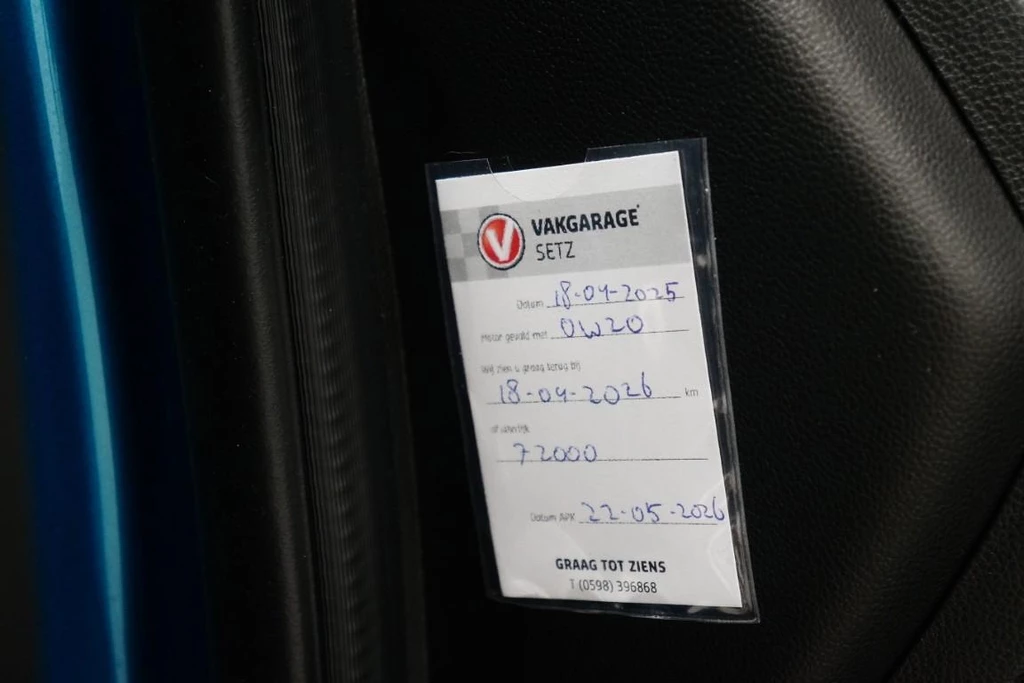 V VAKGARAGE
SETZ
Datum 18-04-2025
Motor gevuld met 0W20
Wij zien u graag terug bij
18-04-2026 km
of uiterlijk
72000
Datum APK 22-05-2026
GRAAG TOT ZIENS
T (0598) 396868